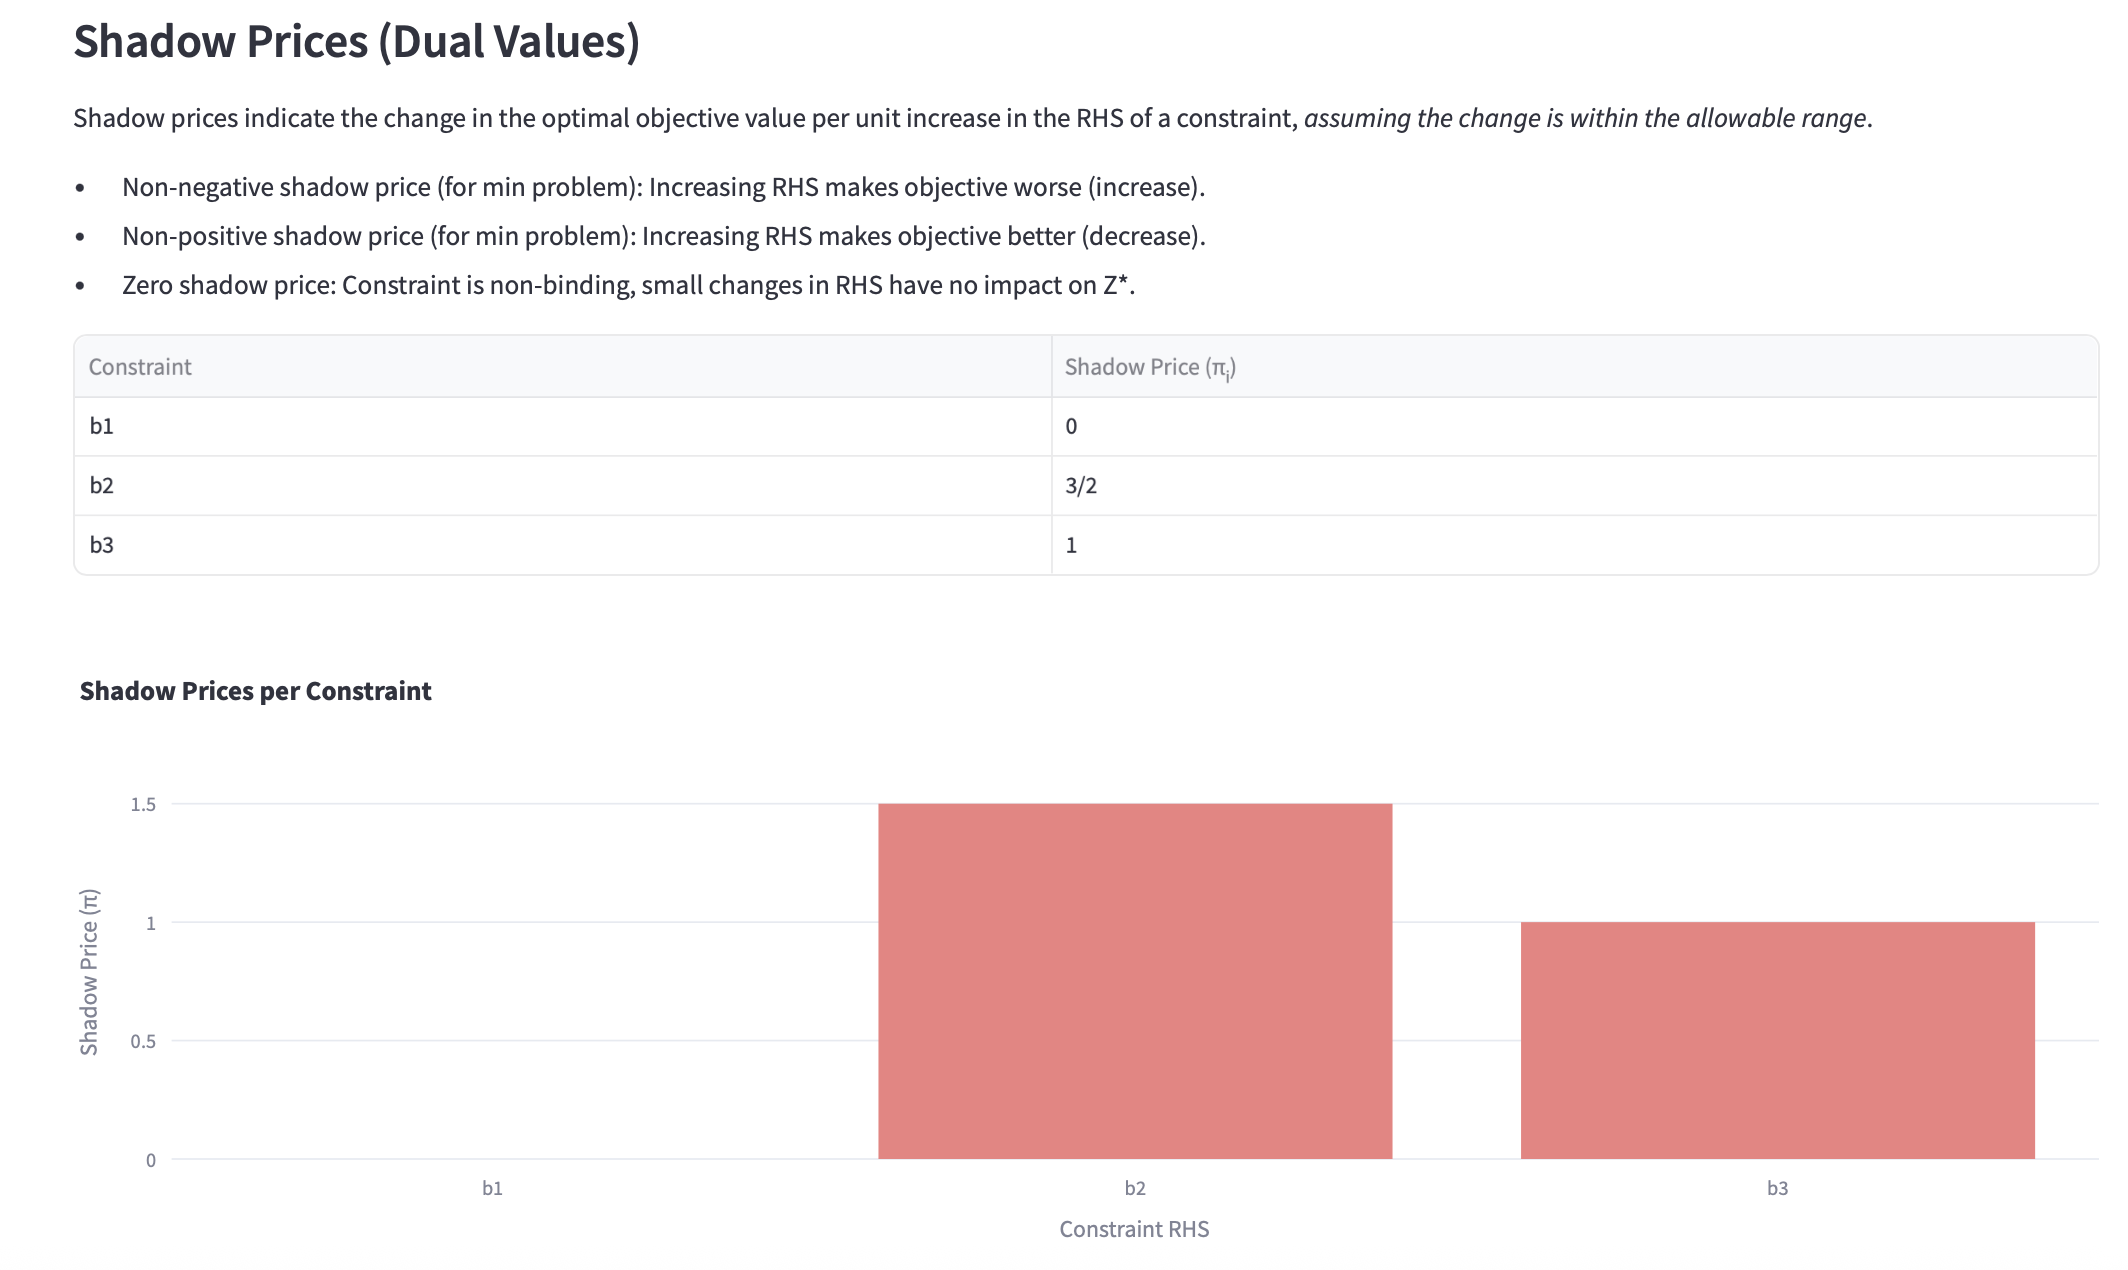 Shadow Prices (Dual Values)
Shadow prices indicate the change in the optimal objective value per unit increase in the RHS of a constraint, assuming the change is within the allowable range.
• Non-negative shadow price (for min problem): Increasing RHS makes objective worse (increase).
• Non-positive shadow price (for min problem): Increasing RHS makes objective better (decrease).
• Zero shadow price: Constraint is non-binding, small changes in RHS have no impact on Z*.
Constraint Shadow Price (πᵢ)
b1 0
b2 3/2
b3 1
Shadow Prices per Constraint
Shadow Price (π)
1.5
1
0.5
0
b1 b2 b3
Constraint RHS